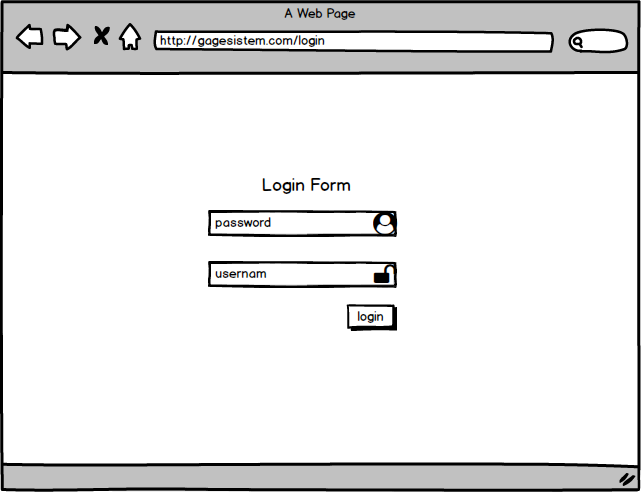 A Web Page
http://gagesistem.com/login
Login Form
password
usernam
login